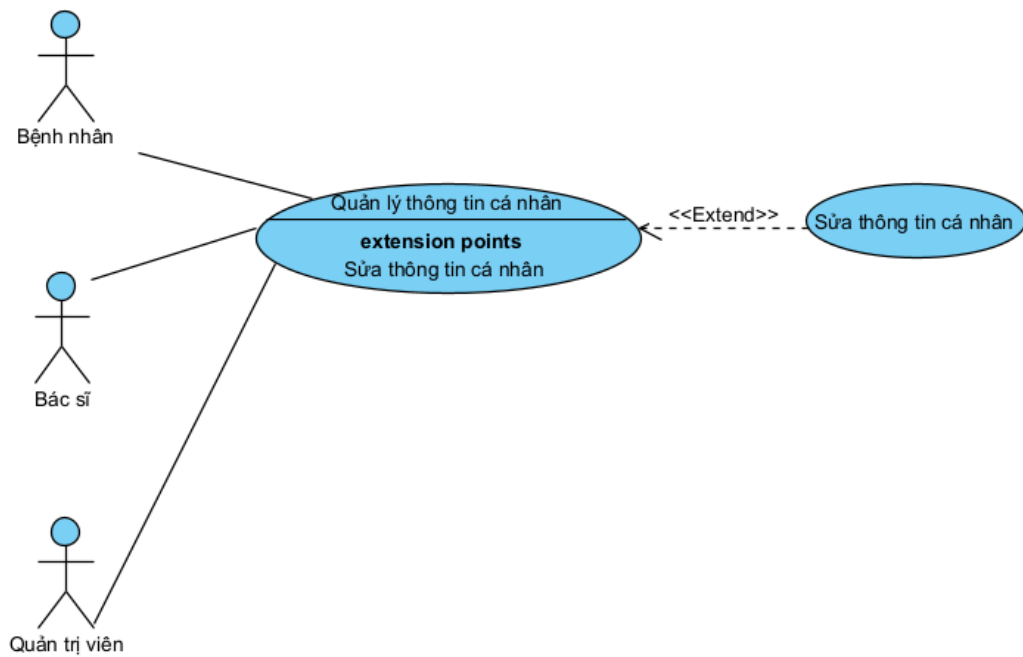 Bệnh nhân
Quản lý thông tin cá nhân
extension points
Sửa thông tin cá nhân
<<Extend>>
Sửa thông tin cá nhân
Bác sĩ
Quản trị viên